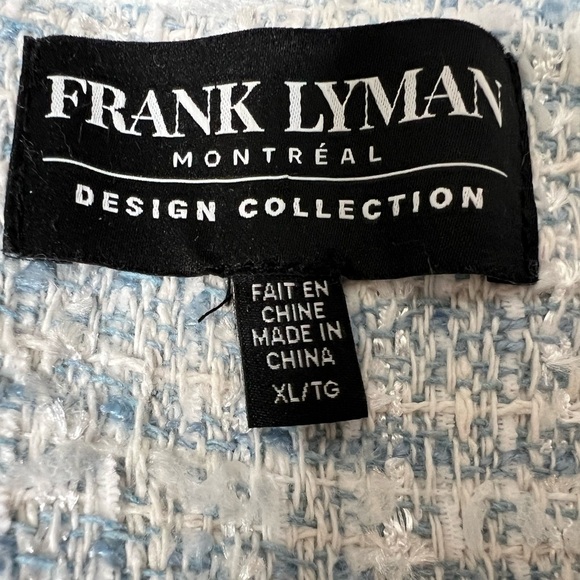 FRANK LYMAN
MONTRÉAL
DESIGN COLLECTION
FAIT EN
CHINE
MADE IN
CHINA
XL/TG